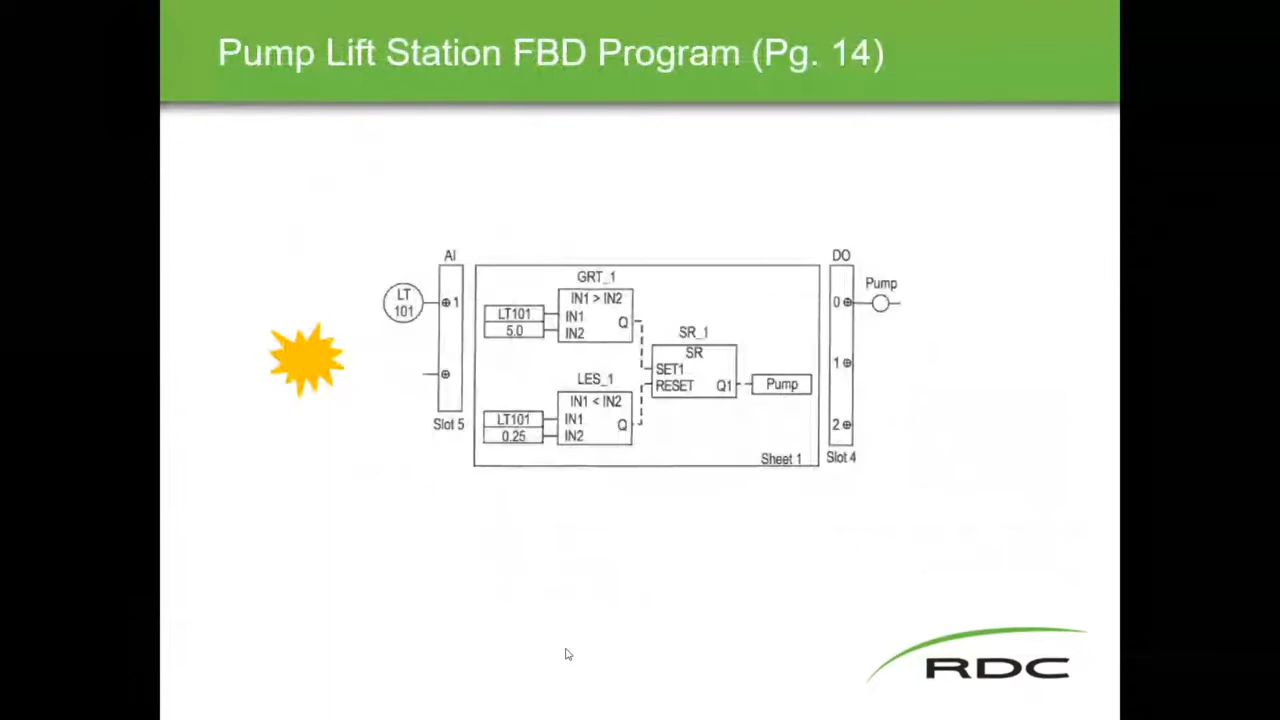 Pump Lift Station FBD Program (Pg. 14)
AI
DO
GRT_1
Pump
LT
101
1
IN1 > IN2
LT101
IN1
Q
5.0
IN2
0
SR_1
SR
SET1
RESET
Q1
Pump
1
LES_1
IN1 < IN2
LT101
IN1
Q
0.25
IN2
2
Slot 5
Sheet 1
Slot 4
RDC